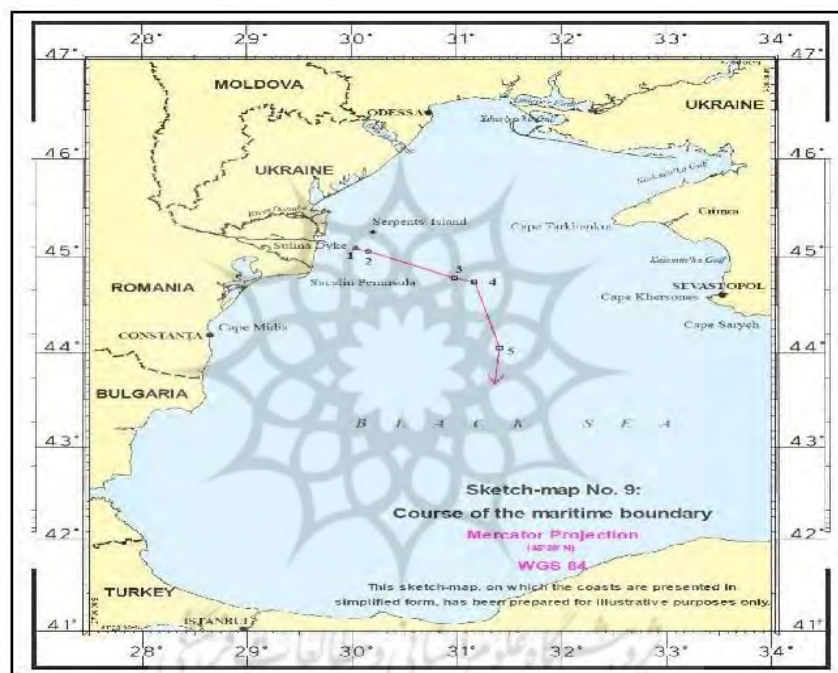 28° 29° 30° 31° 32° 33° 34°
47° 47°
MOLDOVA
ODESSA
UKRAINE
46° 46°
UKRAINE
Serpents' Island
Cape Tarkhankut
Crimea
Sulina Dyke
45° 45°
1 2 3 4
Sacalin Peninsula
SEVASTOPOL
ROMANIA
Cape Khersones
Cape Sarych
CONSTANTA
Cape Midia
44° 44°
5
BULGARIA
BLACK SEA
43° 43°
Sketch-map No. 9:
Course of the maritime boundary
42° 42°
Mercator Projection
WGS 84
TURKEY
This sketch-map, on which the coasts are presented in
simplified form, has been prepared for illustrative purposes only.
ISTANBUL
41° 41°
28° 29° 30° 31° 32° 33° 34°